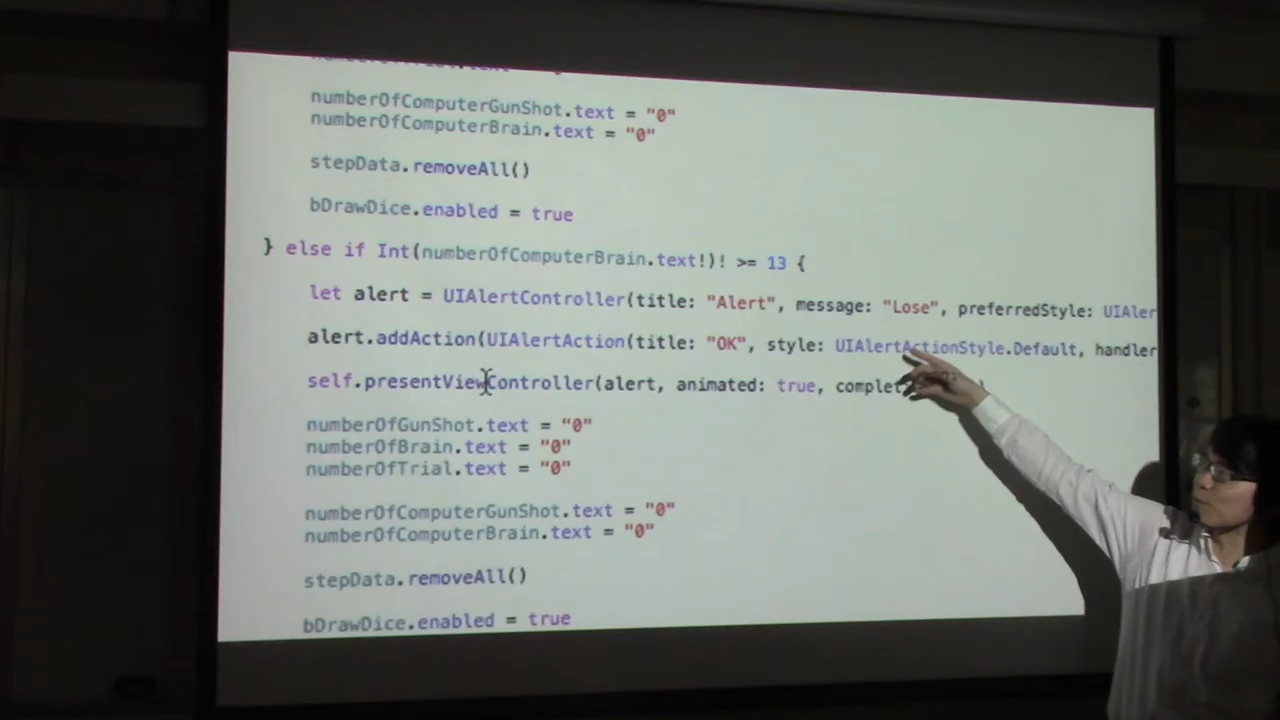 numberOfComputerGunShot.text = "0"
numberOfComputerBrain.text = "0"
stepData.removeAll()
bDrawDice.enabled = true
} else if Int(numberOfComputerBrain.text!)! >= 13 {
let alert = UIAlertController(title: "Alert", message: "Lose", preferredStyle: UIAler
alert.addAction(UIAlertAction(title: "OK", style: UIAlertActionStyle.Default, handler
self.presentViewController(alert, animated: true, complet
numberOfGunShot.text = "0"
numberOfBrain.text = "0"
numberOfTrial.text = "0"
numberOfComputerGunShot.text = "0"
numberOfComputerBrain.text = "0"
stepData.removeAll()
bDrawDice.enabled = true